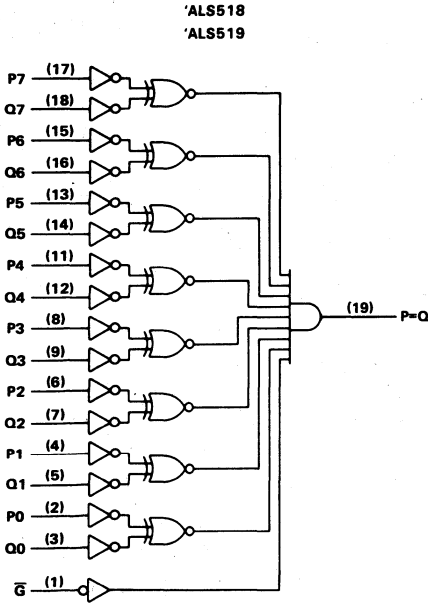 'ALS518
'ALS519
P7 (17)
Q7 (18)
P6 (15)
Q6 (16)
P5 (13)
Q5 (14)
P4 (11)
Q4 (12)
(19) P=Q
P3 (8)
Q3 (9)
P2 (6)
Q2 (7)
P1 (4)
Q1 (5)
P0 (2)
Q0 (3)
G̅ (1)